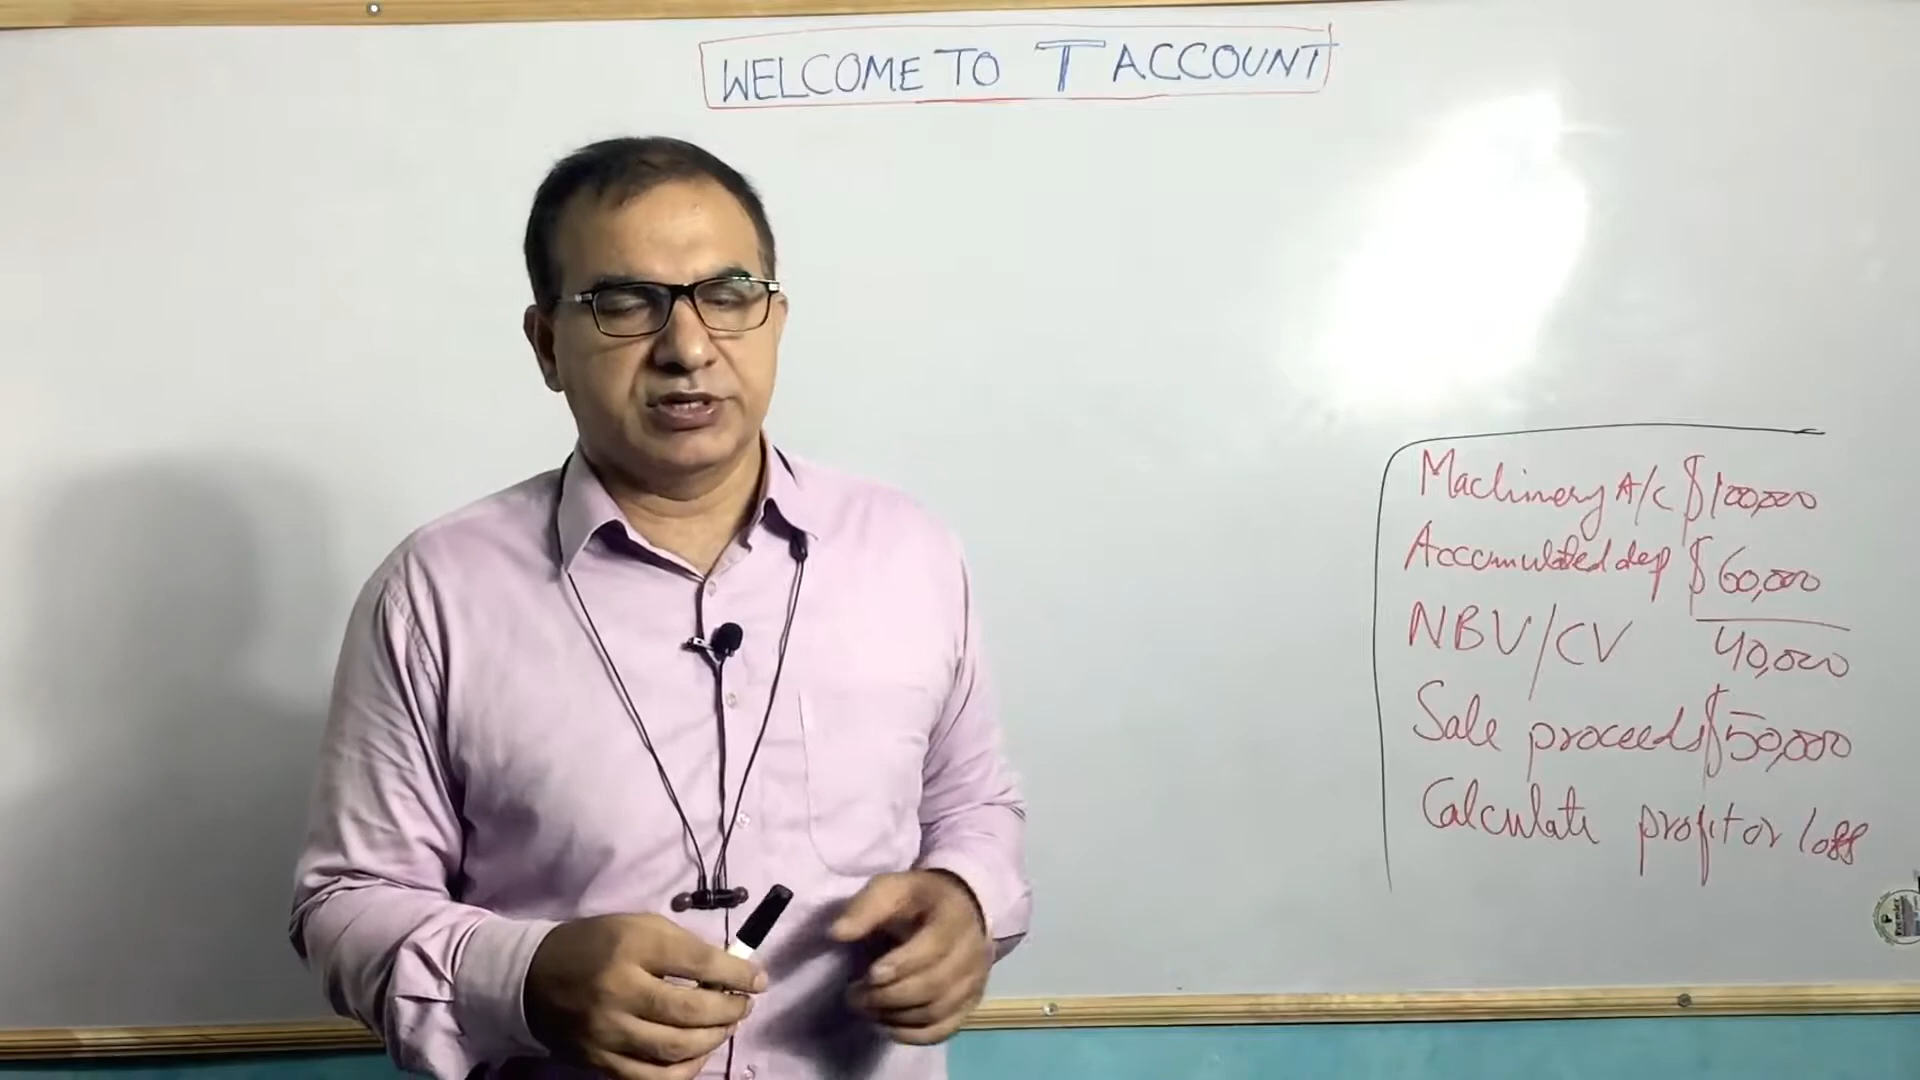 WELCOME TO T ACCOUNT
Machinery A/C $100,000
Accumulated dep $60,000
NBV/CV 40,000
Sale proceeds $50,000
Calculate profit or loss
P
Premier